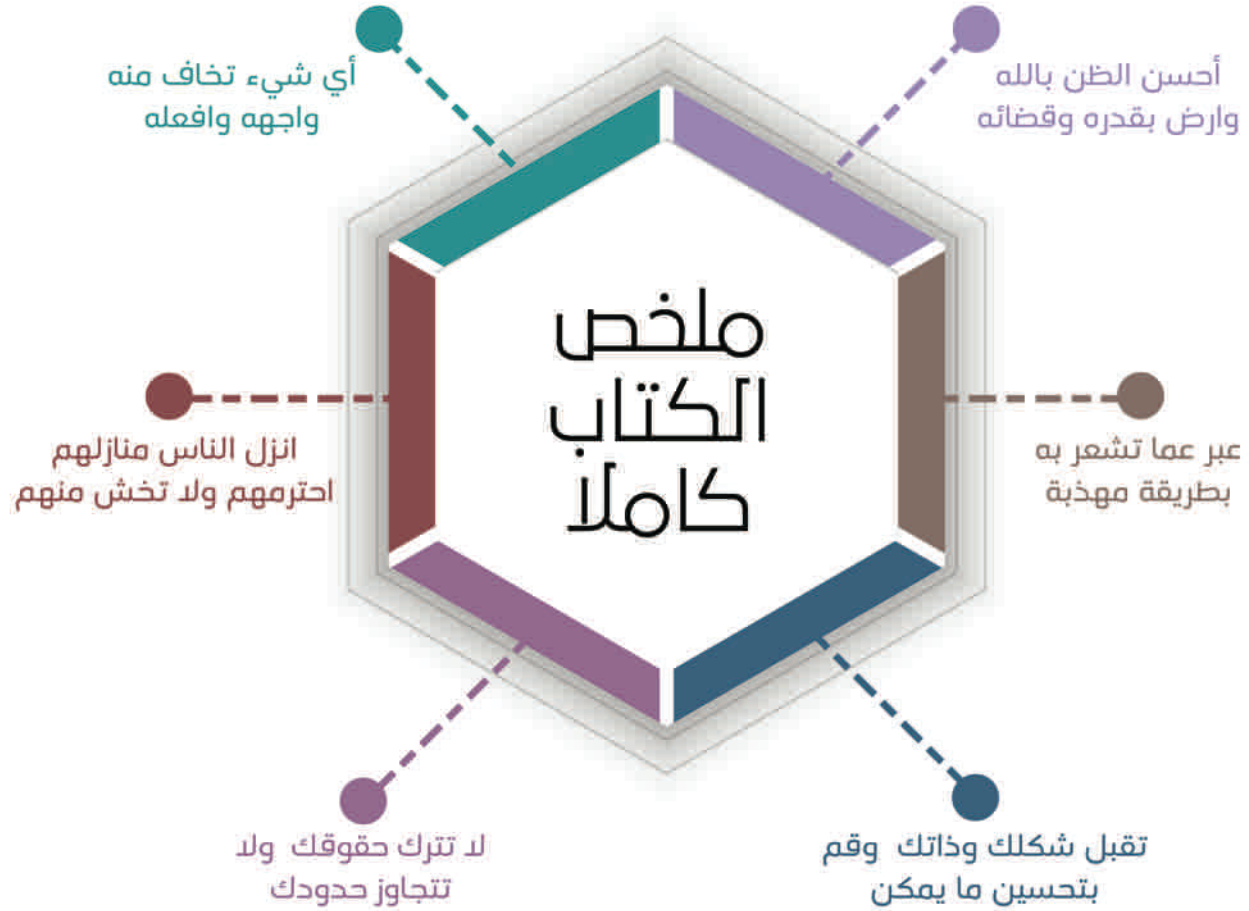 أحسن الظن بالله
وارض بقدره وقضائه
أي شيء تخاف منه
واجهه وافعله
ملخص
الكتاب
كاملا
عبر عما تشعر به
بطريقة مهذبة
انزل الناس منازلهم
احترمهم ولا تخش منهم
تقبل شكلك وذاتك وقم
بتحسين ما يمكن
لا تترك حقوقك ولا
تتجاوز حدودك